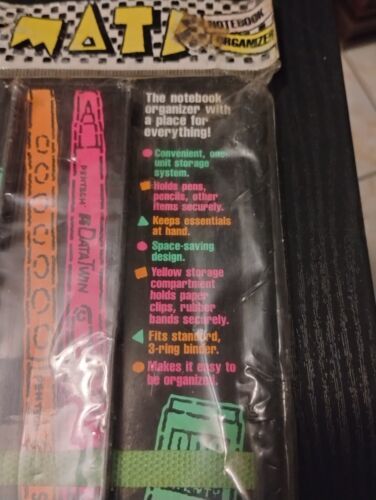 MATI
NOTEBOOK
ORGANIZER
The notebook
organizer with
a place for
everything!
Convenient, one-
unit storage
system.
Holds pens,
pencils, other
items securely.
Keeps essentials
at hand.
Space-saving
design.
Yellow storage
compartment
holds paper
clips, rubber
bands securely.
Fits standard,
3-ring binder.
Makes it easy to
be organized.
PENTECH
DATATWIN